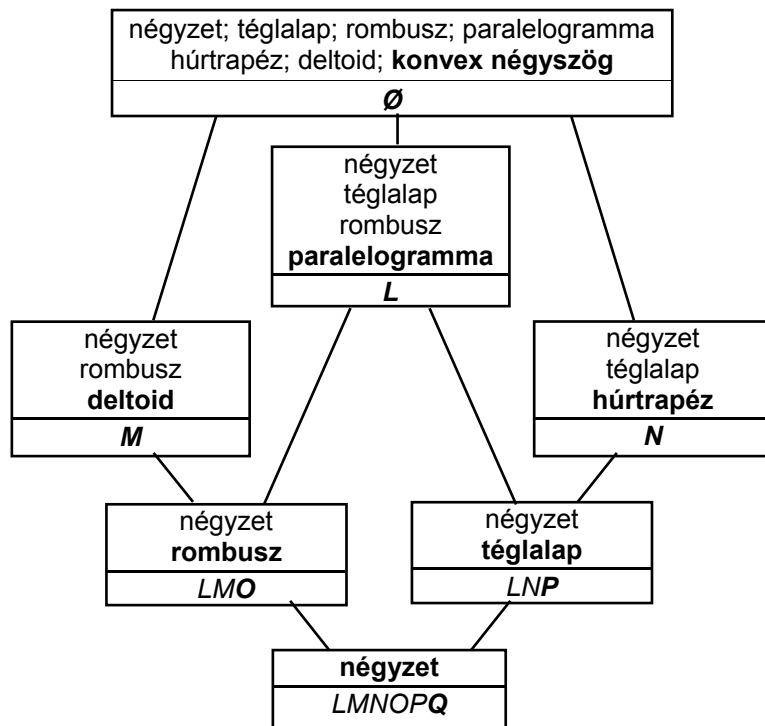 négyzet; téglalap; rombusz; paralelogramma
húrtrapéz; deltoid; konvex négyszög
Ø
négyzet
téglalap
rombusz
paralelogramma
L
négyzet
rombusz
deltoid
M
négyzet
téglalap
húrtrapéz
N
négyzet
rombusz
LMO
négyzet
téglalap
LNP
négyzet
LMNOPQ